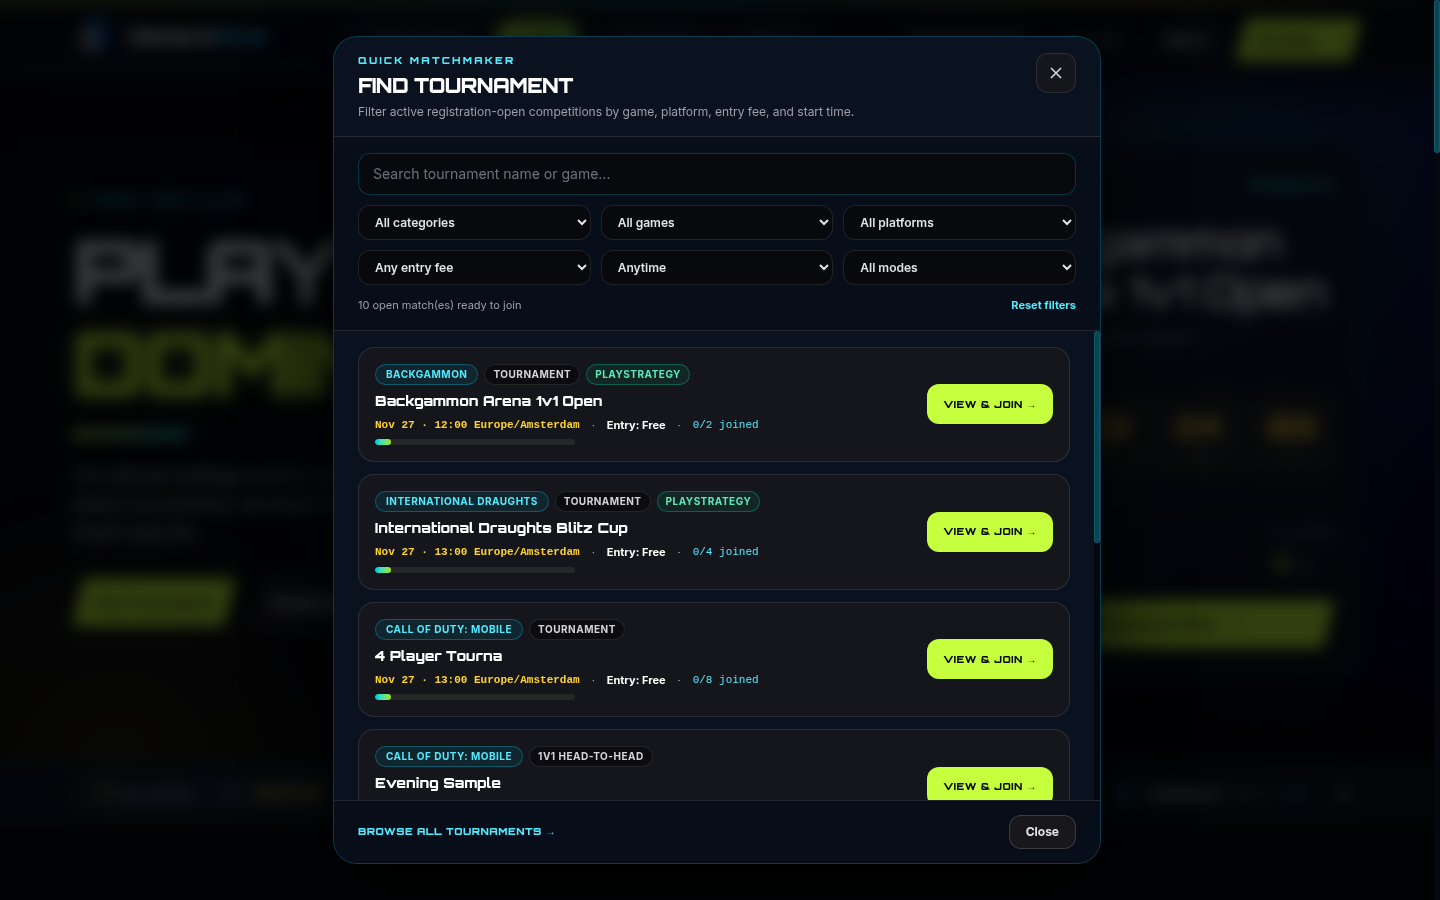 QUICK MATCHMAKER
FIND TOURNAMENT
Filter active registration-open competitions by game, platform, entry fee, and start time.
Search tournament name or game...
All categories All games All platforms
Any entry fee Anytime All modes
10 open match(es) ready to join Reset filters
BACKGAMMON TOURNAMENT PLAYSTRATEGY
Backgammon Arena 1v1 Open
VIEW & JOIN →
Nov 27 · 12:00 Europe/Amsterdam · Entry: Free · 0/2 joined
INTERNATIONAL DRAUGHTS TOURNAMENT PLAYSTRATEGY
International Draughts Blitz Cup
VIEW & JOIN →
Nov 27 · 13:00 Europe/Amsterdam · Entry: Free · 0/4 joined
CALL OF DUTY: MOBILE TOURNAMENT
4 Player Tourna
VIEW & JOIN →
Nov 27 · 13:00 Europe/Amsterdam · Entry: Free · 0/8 joined
CALL OF DUTY: MOBILE 1V1 HEAD-TO-HEAD
Evening Sample
VIEW & JOIN →
BROWSE ALL TOURNAMENTS → Close
PLAY
gammon
1v1 Open